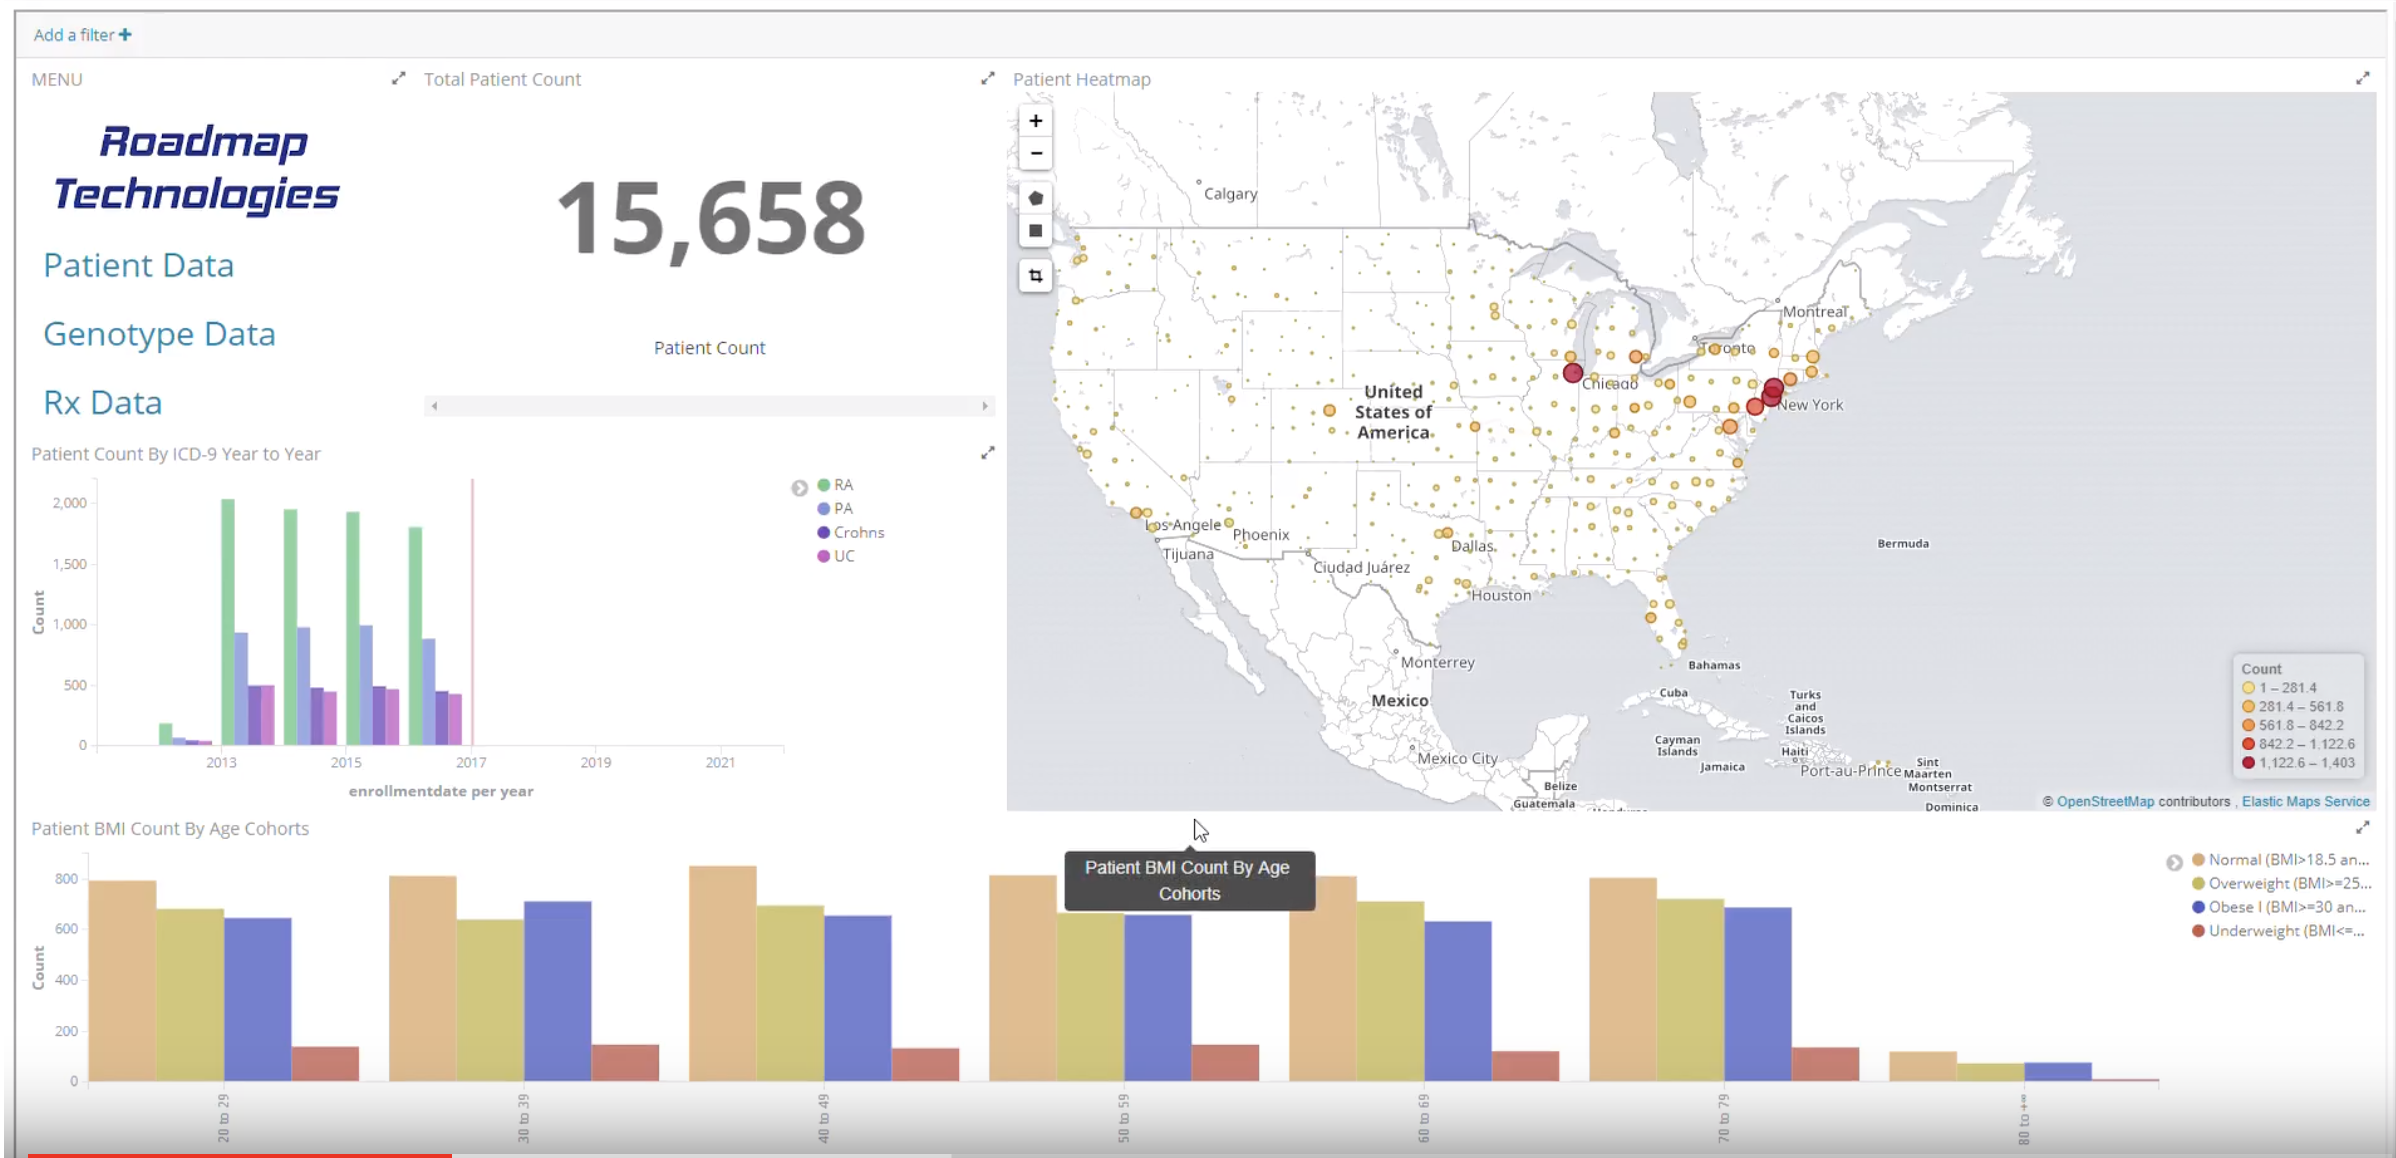 Add a filter +
MENU
Roadmap
Technologies
Patient Data
Genotype Data
Rx Data
Total Patient Count
15,658
Patient Count
Patient Heatmap
+
−
Calgary
Montreal
Toronto
Chicago
New York
United
States of
America
Los Angele
Phoenix
Tijuana
Dallas
Ciudad Juárez
Houston
Bermuda
Monterrey
Mexico
Bahamas
Cuba
Turks
and
Caicos
Islands
Cayman
Islands
Haiti
Jamaica
Port-au-Prince
Sint
Maarten
Montserrat
Mexico City
Belize
Guatemala
Dominica
Count
1 – 281.4
281.4 – 561.8
561.8 – 842.2
842.2 – 1,122.6
1,122.6 – 1,403
© OpenStreetMap contributors , Elastic Maps Service
Patient Count By ICD-9 Year to Year
2,000
1,500
1,000
500
0
Count
2013
2015
2017
2019
2021
enrollmentdate per year
RA
PA
Crohns
UC
Patient BMI Count By Age Cohorts
Patient BMI Count By Age
Cohorts
800
600
400
200
0
Count
20 to 29
30 to 39
40 to 49
50 to 59
60 to 69
70 to 79
80 to +∞
Normal (BMI>18.5 an...
Overweight (BMI>=25...
Obese I (BMI>=30 an...
Underweight (BMI<=...